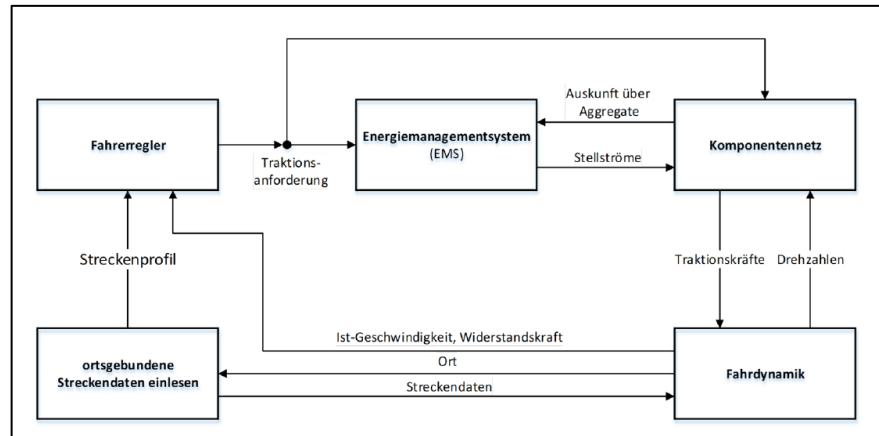 Auskunft über
Aggregate
Fahrerregler
Energiemanagementsystem
(EMS)
Komponentennetz
Traktions-
anforderung
Stellströme
Streckenprofil
Traktionskräfte
Drehzahlen
Ist-Geschwindigkeit, Widerstandskraft
ortsgebundene
Streckendaten einlesen
Ort
Fahrdynamik
Streckendaten